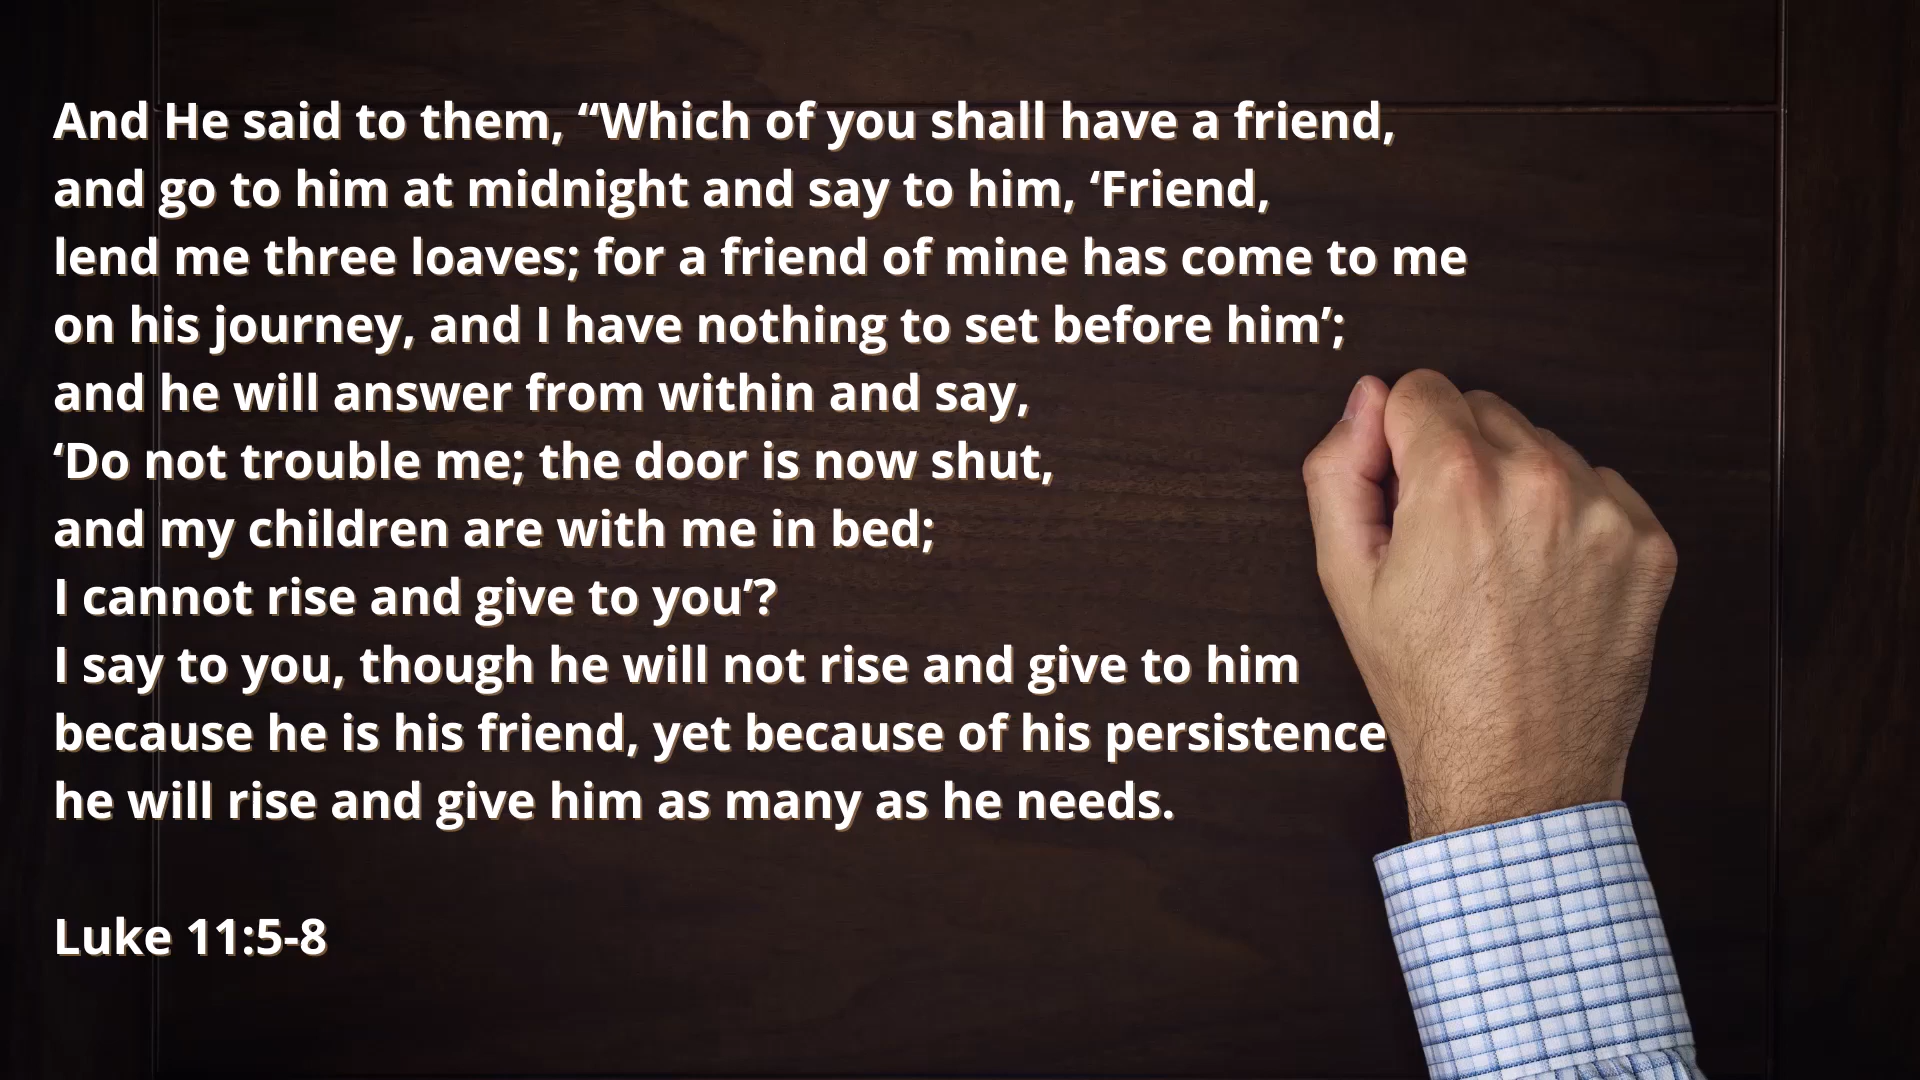 And He said to them, “Which of you shall have a friend,
and go to him at midnight and say to him, ‘Friend,
lend me three loaves; for a friend of mine has come to me
on his journey, and I have nothing to set before him’;
and he will answer from within and say,
‘Do not trouble me; the door is now shut,
and my children are with me in bed;
I cannot rise and give to you’?
I say to you, though he will not rise and give to him
because he is his friend, yet because of his persistence
he will rise and give him as many as he needs.
Luke 11:5-8